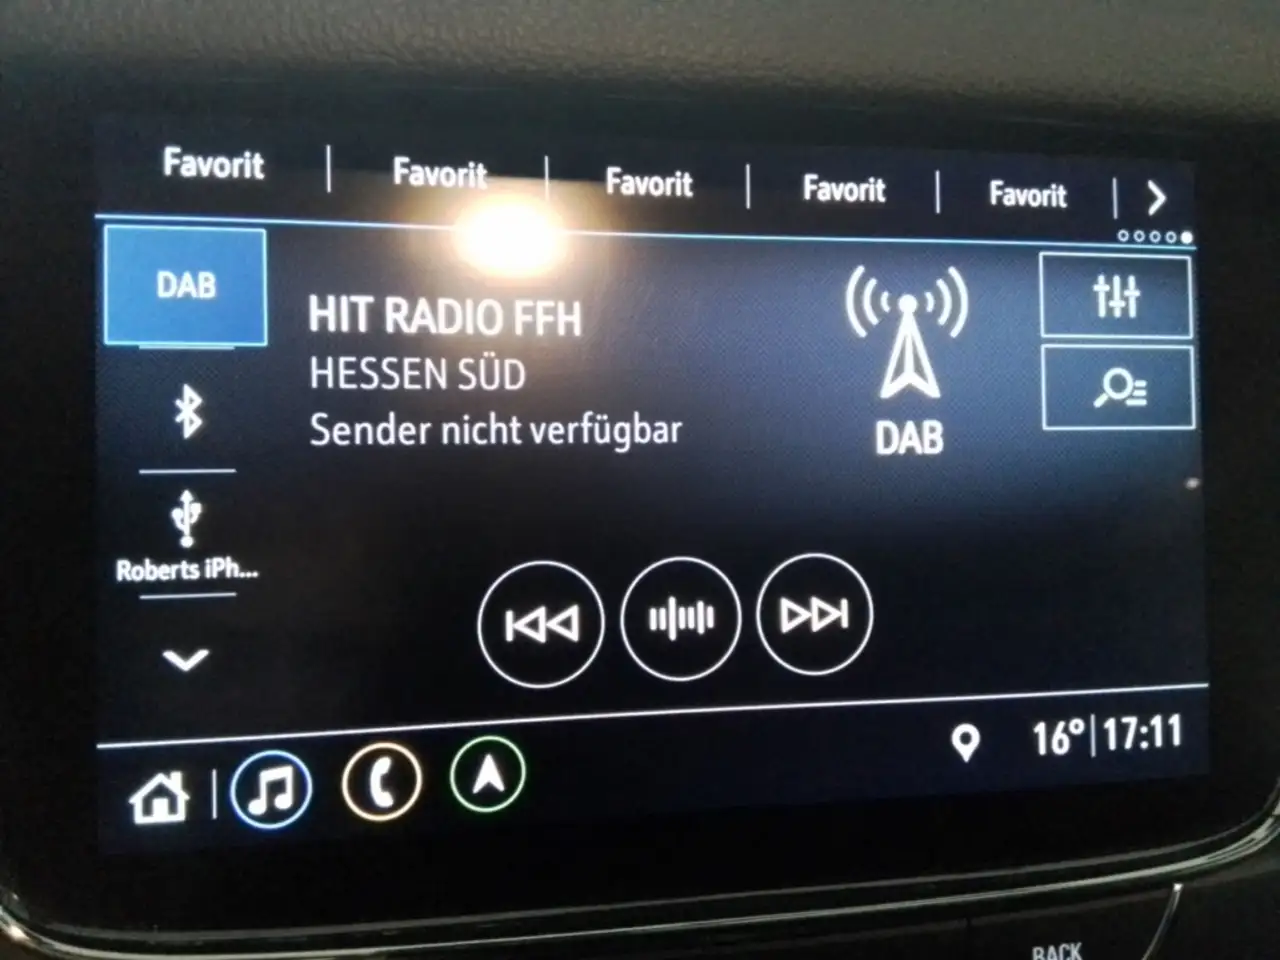 Favorit Favorit Favorit Favorit Favorit
DAB
HIT RADIO FFH
HESSEN SÜD
Sender nicht verfügbar
DAB
Roberts iPh...
16° 17:11
BACK